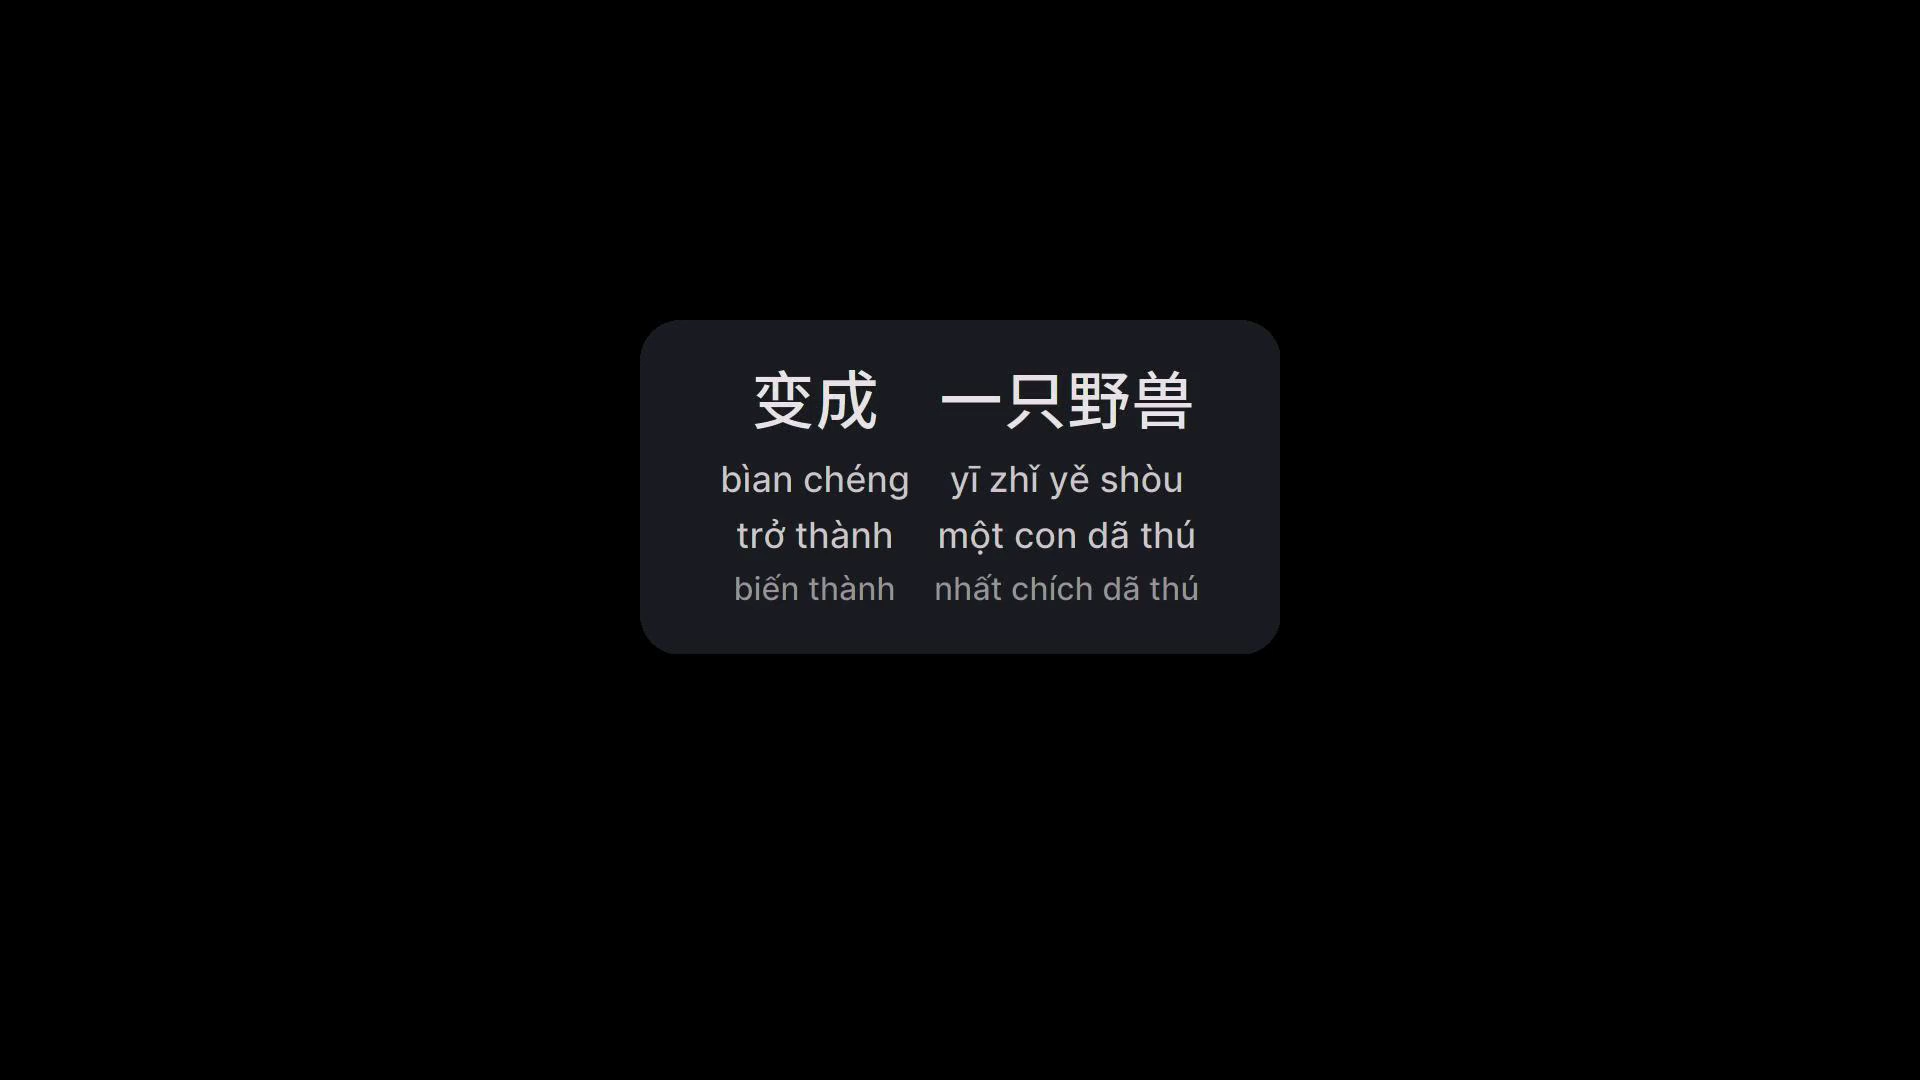 变成 一只野兽
bìan chéng yī zhǐ yě shòu
trở thành một con dã thú
biến thành nhất chích dã thú